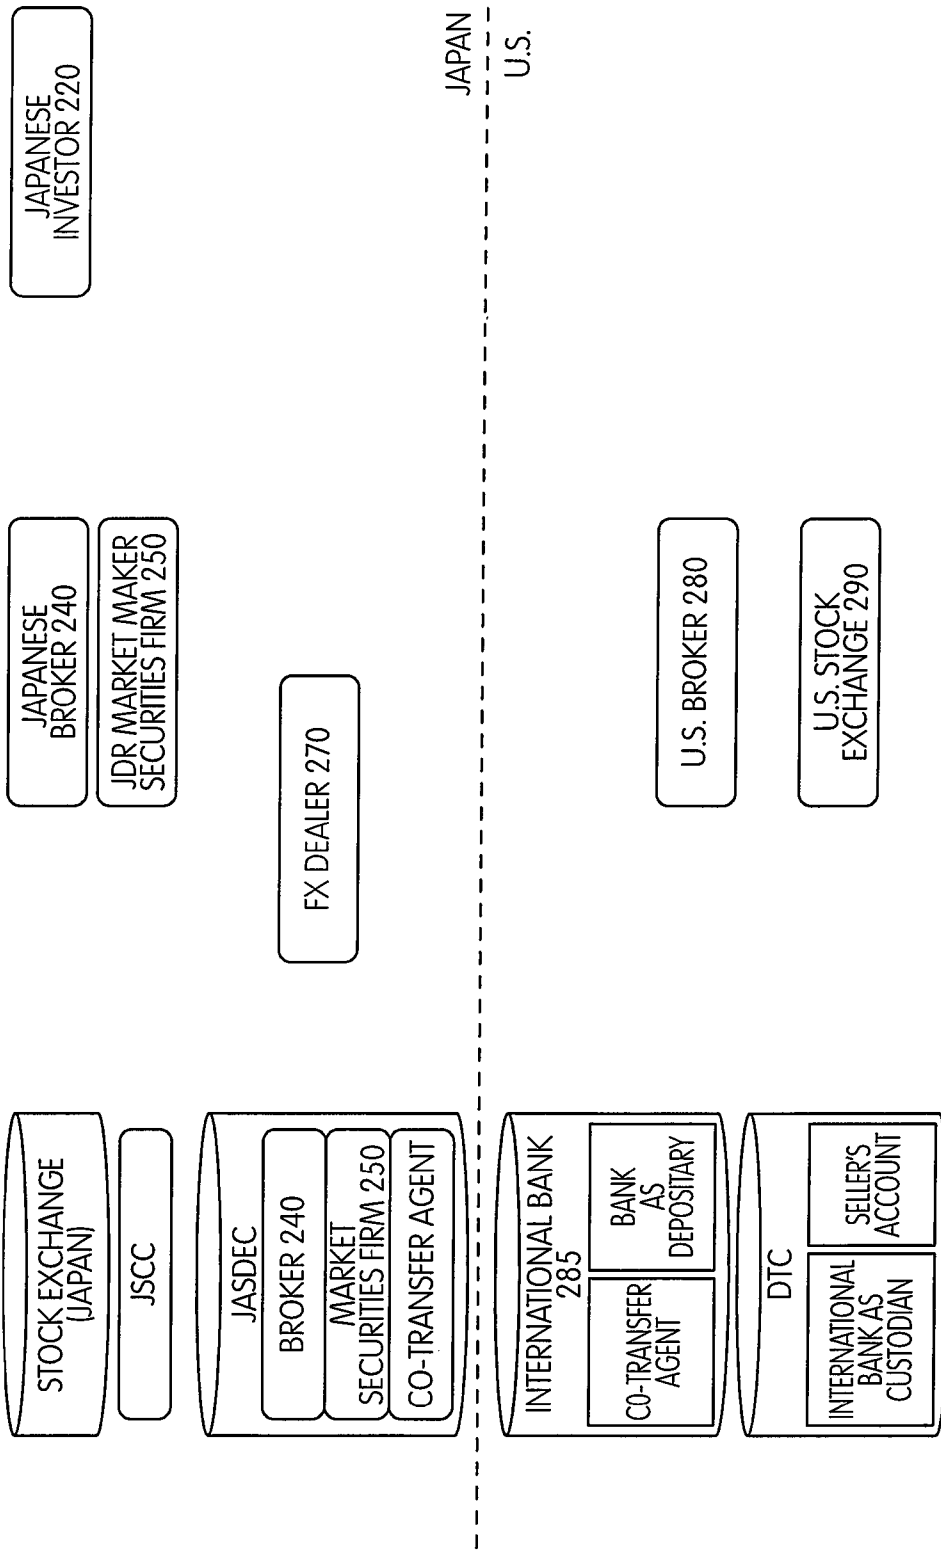 STOCK EXCHANGE
(JAPAN)
JSCC
JASDEC
BROKER 240
MARKET
SECURITIES FIRM 250
CO-TRANSFER AGENT
JAPANESE
BROKER 240
JDR MARKET MAKER
SECURITIES FIRM 250
FX DEALER 270
JAPANESE
INVESTOR 220
JAPAN
U.S.
INTERNATIONAL BANK
285
CO-TRANSFER
AGENT
BANK
AS
DEPOSITARY
DTC
INTERNATIONAL
BANK AS
CUSTODIAN
SELLER'S
ACCOUNT
U.S. BROKER 280
U.S. STOCK
EXCHANGE 290